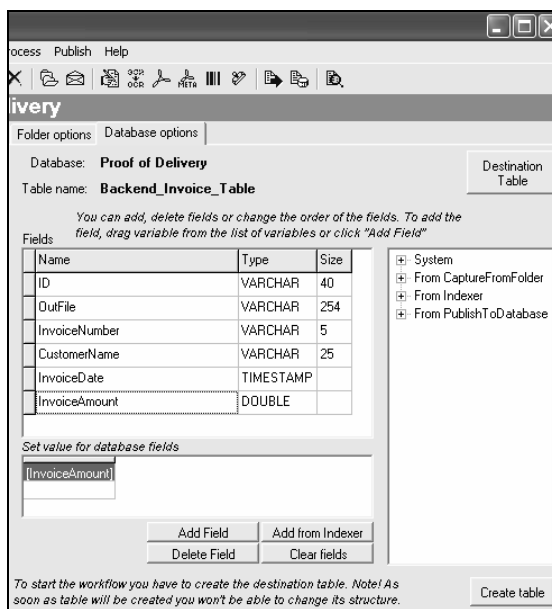 rocess Publish Help
OCR OCR META
ivery
Folder options Database options
Database: Proof of Delivery
Table name: Backend_Invoice_Table
Destination Table
You can add, delete fields or change the order of the fields. To add the
field, drag variable from the list of variables or click "Add Field"
Fields
Name Type Size
ID VARCHAR 40
OutFile VARCHAR 254
InvoiceNumber VARCHAR 5
CustomerName VARCHAR 25
InvoiceDate TIMESTAMP
InvoiceAmount DOUBLE
System
From CaptureFromFolder
From Indexer
From PublishToDatabase
Set value for database fields
[InvoiceAmount]
Add Field Add from Indexer
Delete Field Clear fields
To start the workflow you have to create the destination table. Note! As
soon as table will be created you won't be able to change its structure.
Create table